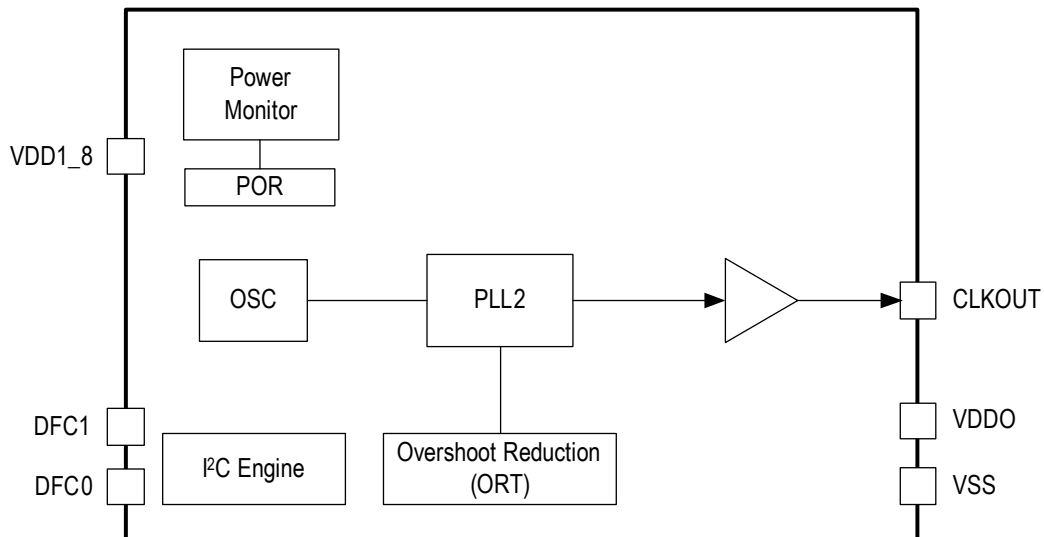 Power
Monitor
VDD1_8
POR
OSC
PLL2
CLKOUT
DFC1
VDDO
I²C Engine
Overshoot Reduction
(ORT)
DFC0
VSS